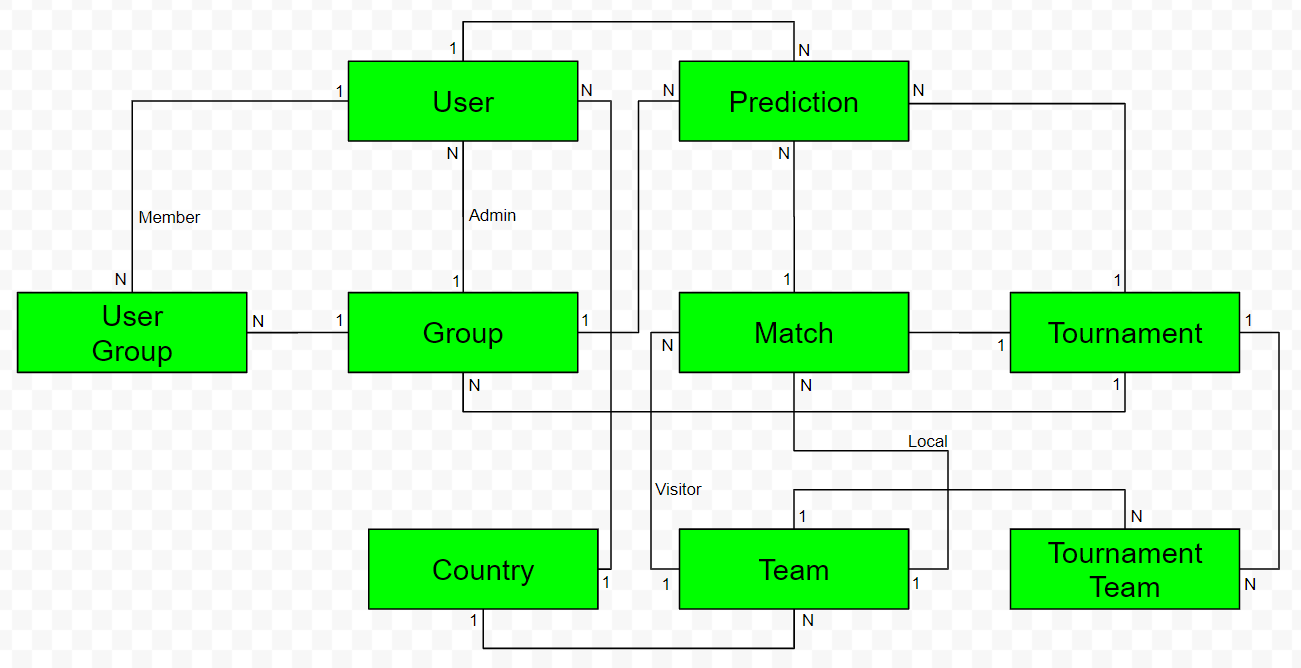 1
N
User
Prediction
1
N
N
N
N
N
Member
Admin
N
1
1
1
User
Group
N
1
Group
1
Match
1
Tournament
1
N
N
N
1
Local
Visitor
1
N
Country
1
Team
1
1
Tournament
Team
N
1
N